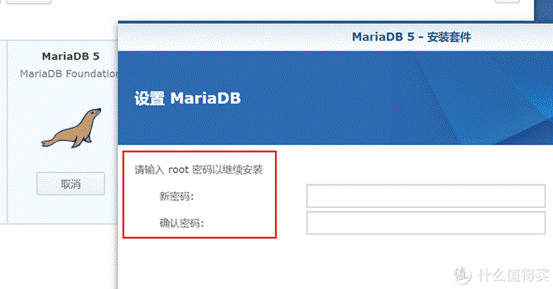 MariaDB 5
MariaDB Foundation
取消
MariaDB 5 - 安装套件
设置 MariaDB
请输入 root 密码以继续安装
新密码:
确认密码:
值 什么值得买